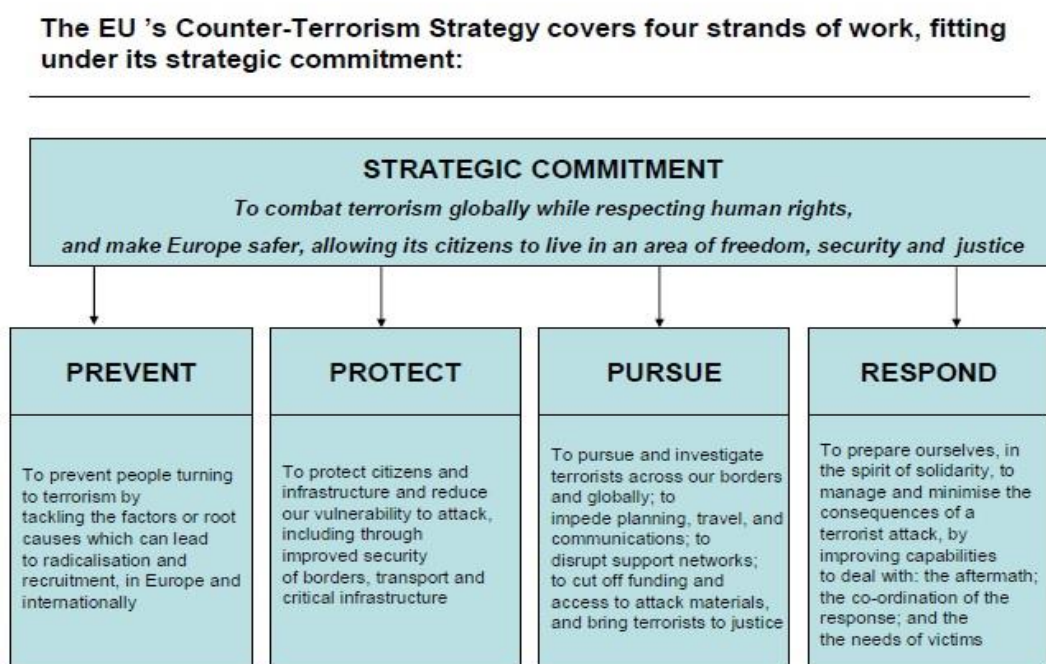 The EU 's Counter-Terrorism Strategy covers four strands of work, fitting
under its strategic commitment:
STRATEGIC COMMITMENT
To combat terrorism globally while respecting human rights,
and make Europe safer, allowing its citizens to live in an area of freedom, security and justice
PREVENT
To prevent people turning
to terrorism by
tackling the factors or root
causes which can lead
to radicalisation and
recruitment, in Europe and
internationally
PROTECT
To protect citizens and
infrastructure and reduce
our vulnerability to attack,
including through
improved security
of borders, transport and
critical infrastructure
PURSUE
To pursue and investigate
terrorists across our borders
and globally; to
impede planning, travel, and
communications; to
disrupt support networks;
to cut off funding and
access to attack materials,
and bring terrorists to justice
RESPOND
To prepare ourselves, in
the spirit of solidarity, to
manage and minimise the
consequences of a
terrorist attack, by
improving capabilities
to deal with: the aftermath;
the co-ordination of the
response; and the
the needs of victims